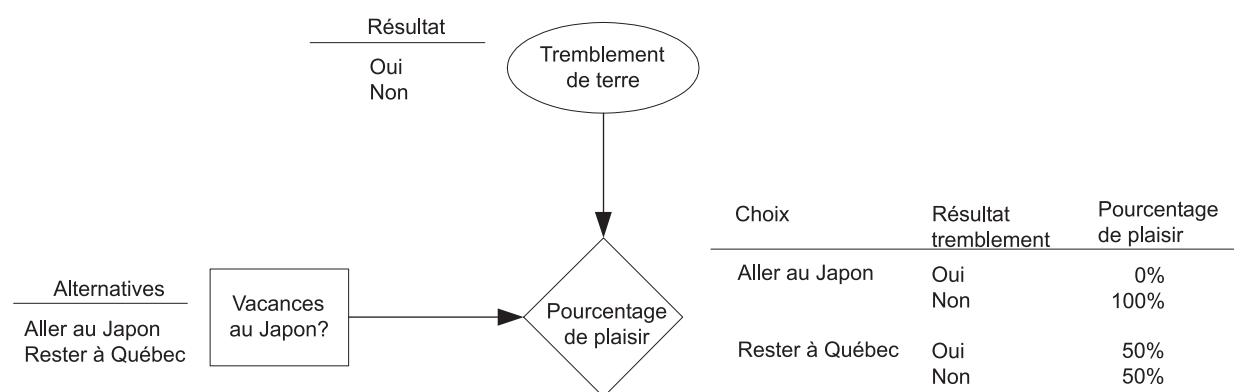 Résultat
Oui
Non
Tremblement
de terre
Alternatives
Aller au Japon
Rester à Québec
Vacances
au Japon?
Pourcentage
de plaisir
Choix Résultat Pourcentage
tremblement de plaisir
Aller au Japon Oui 0%
Non 100%
Rester à Québec Oui 50%
Non 50%